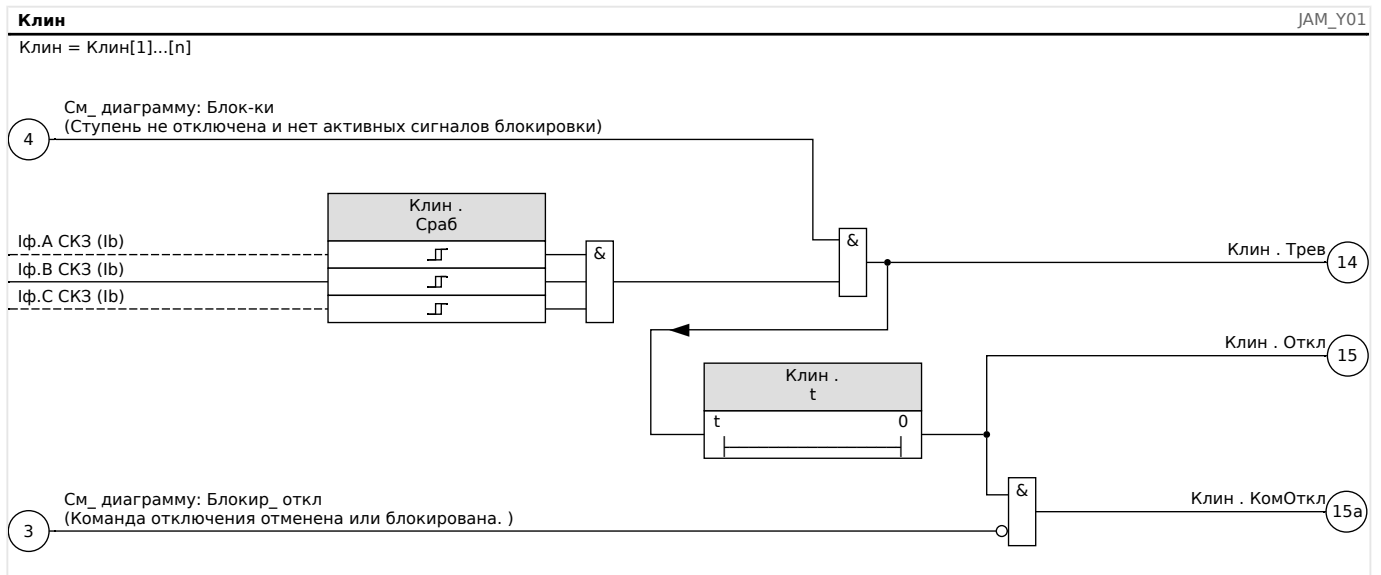 Клин
JAM_Y01
Клин = Клин[1]...[n]
См_ диаграмму: Блок-ки
(Ступень не отключена и нет активных сигналов блокировки)
4
Клин .
Сраб
Iф.A СКЗ (Ib)
Iф.B СКЗ (Ib)
Iф.C СКЗ (Ib)
&
&
Клин . Трев
14
Клин . Откл
15
Клин .
t
t
0
См_ диаграмму: Блокир_ откл
(Команда отключения отменена или блокирована. )
3
&
Клин . КомОткл
15a